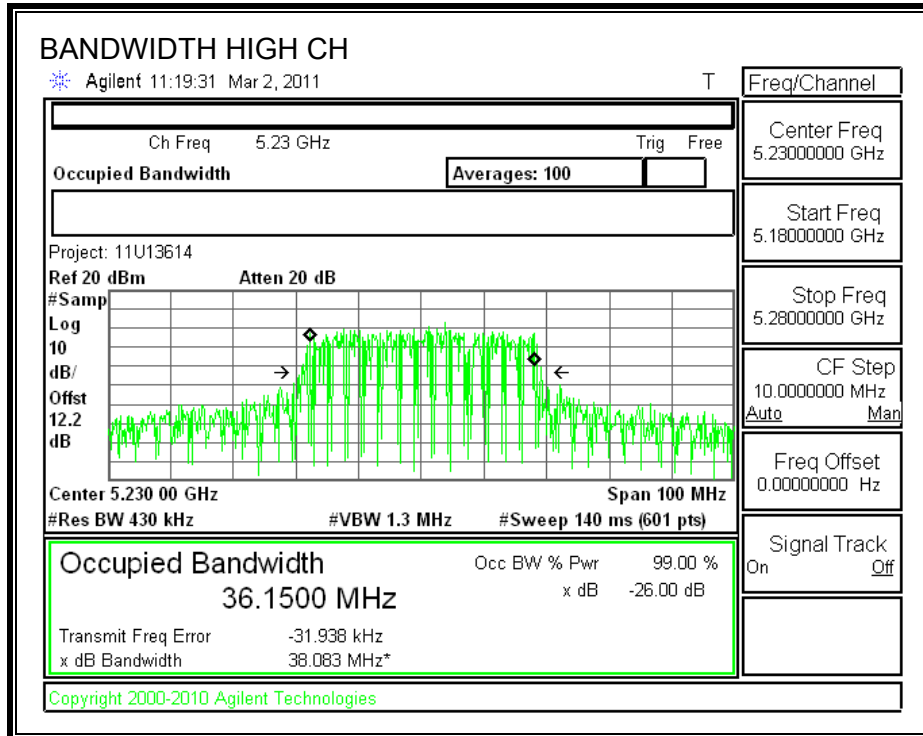 BANDWIDTH HIGH CH
Agilent 11:19:31 Mar 2, 2011 T
Freq/Channel
Ch Freq 5.23 GHz Trig Free
Occupied Bandwidth Averages: 100
Project: 11U13614
Ref 20 dBm Atten 20 dB
#Samp
Log
10
dB/
Offst
12.2
dB
Center 5.230 00 GHz Span 100 MHz
#Res BW 430 kHz #VBW 1.3 MHz #Sweep 140 ms (601 pts)
Occupied Bandwidth Occ BW % Pwr 99.00 %
36.1500 MHz x dB -26.00 dB
Transmit Freq Error -31.938 kHz
x dB Bandwidth 38.083 MHz*
Copyright 2000-2010 Agilent Technologies
Center Freq
5.23000000 GHz
Start Freq
5.18000000 GHz
Stop Freq
5.28000000 GHz
CF Step
10.0000000 MHz
Auto Man
Freq Offset
0.00000000 Hz
Signal Track
On Off